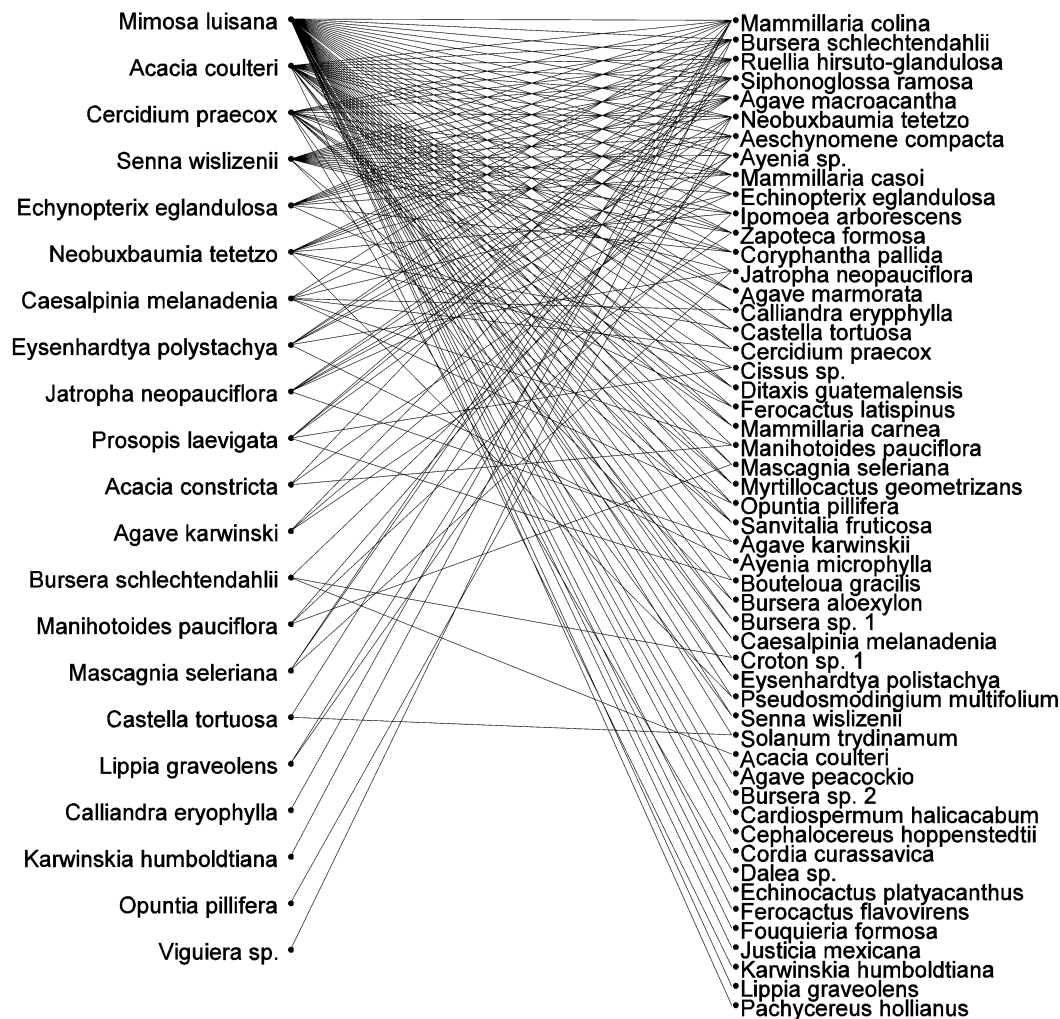 Mimosa luisana
Acacia coulteri
Cercidium praecox
Senna wislizenii
Echynopterix eglandulosa
Neobuxbaumia tetetzo
Caesalpinia melanadenia
Eysenhardtya polystachya
Jatropha neopauciflora
Prosopis laevigata
Acacia constricta
Agave karwinski
Bursera schlechtendahlii
Manihotoides pauciflora
Mascagnia seleriana
Castella tortuosa
Lippia graveolens
Calliandra eryophylla
Karwinskia humboldtiana
Opuntia pillifera
Viguiera sp.
Mammillaria colina
Bursera schlechtendahlii
Ruellia hirsuto-glandulosa
Siphonoglossa ramosa
Agave macroacantha
Neobuxbaumia tetetzo
Aeschynomene compacta
Ayenia sp.
Mammillaria casoi
Echinopterix eglandulosa
Ipomoea arborescens
Zapoteca formosa
Coryphantha pallida
Jatropha neopauciflora
Agave marmorata
Calliandra erypphylla
Castella tortuosa
Cercidium praecox
Cissus sp.
Ditaxis guatemalensis
Ferocactus latispinus
Mammillaria carnea
Manihotoides pauciflora
Mascagnia seleriana
Myrtillocactus geometrizans
Opuntia pillifera
Sanvitalia fruticosa
Agave karwinskii
Ayenia microphylla
Bouteloua gracilis
Bursera aloexylon
Bursera sp. 1
Caesalpinia melanadenia
Croton sp. 1
Eysenhardtya polistachya
Pseudosmodingium multifolium
Senna wislizenii
Solanum trydinamum
Acacia coulteri
Agave peacockio
Bursera sp. 2
Cardiospermum halicacabum
Cephalocereus hoppenstedtii
Cordia curassavica
Dalea sp.
Echinocactus platyacanthus
Ferocactus flavovirens
Fouquieria formosa
Justicia mexicana
Karwinskia humboldtiana
Lippia graveolens
Pachycereus hollianus